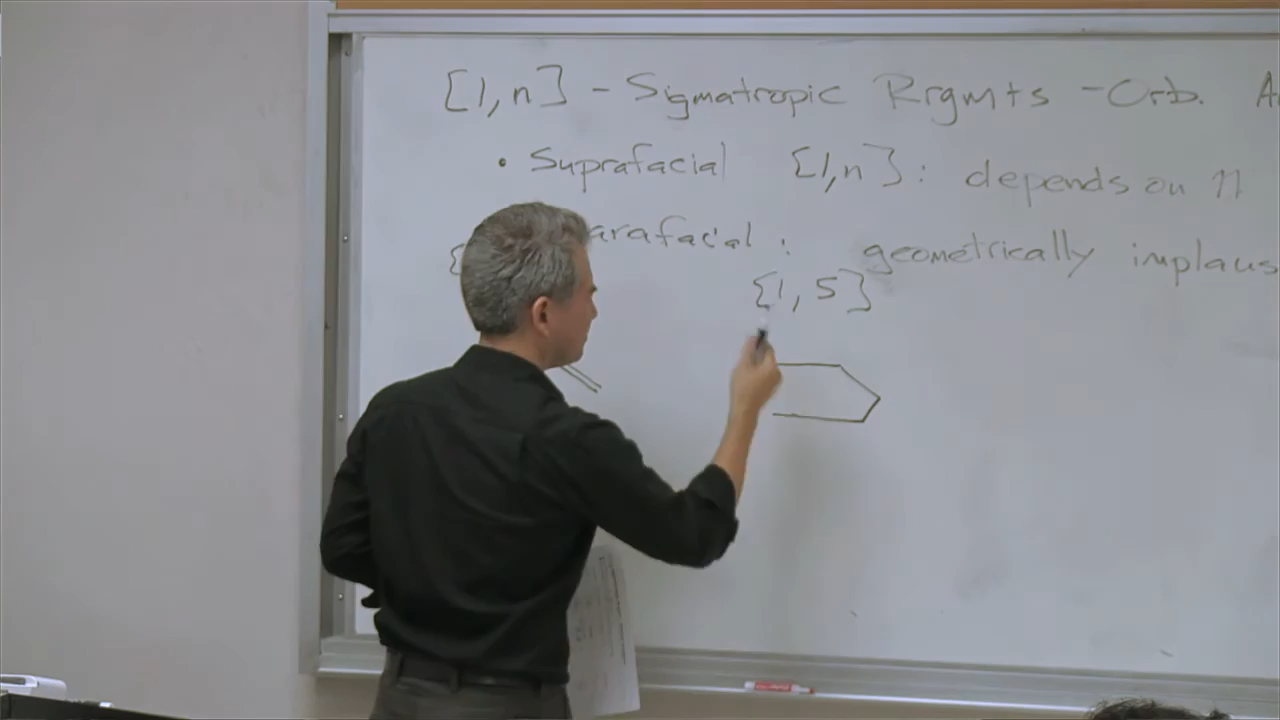 [1,n] - Sigmatropic Rrgmts - Orb.
• Suprafacial [1,n]: depends on n
arafacial: geometrically implaus
[1,5]